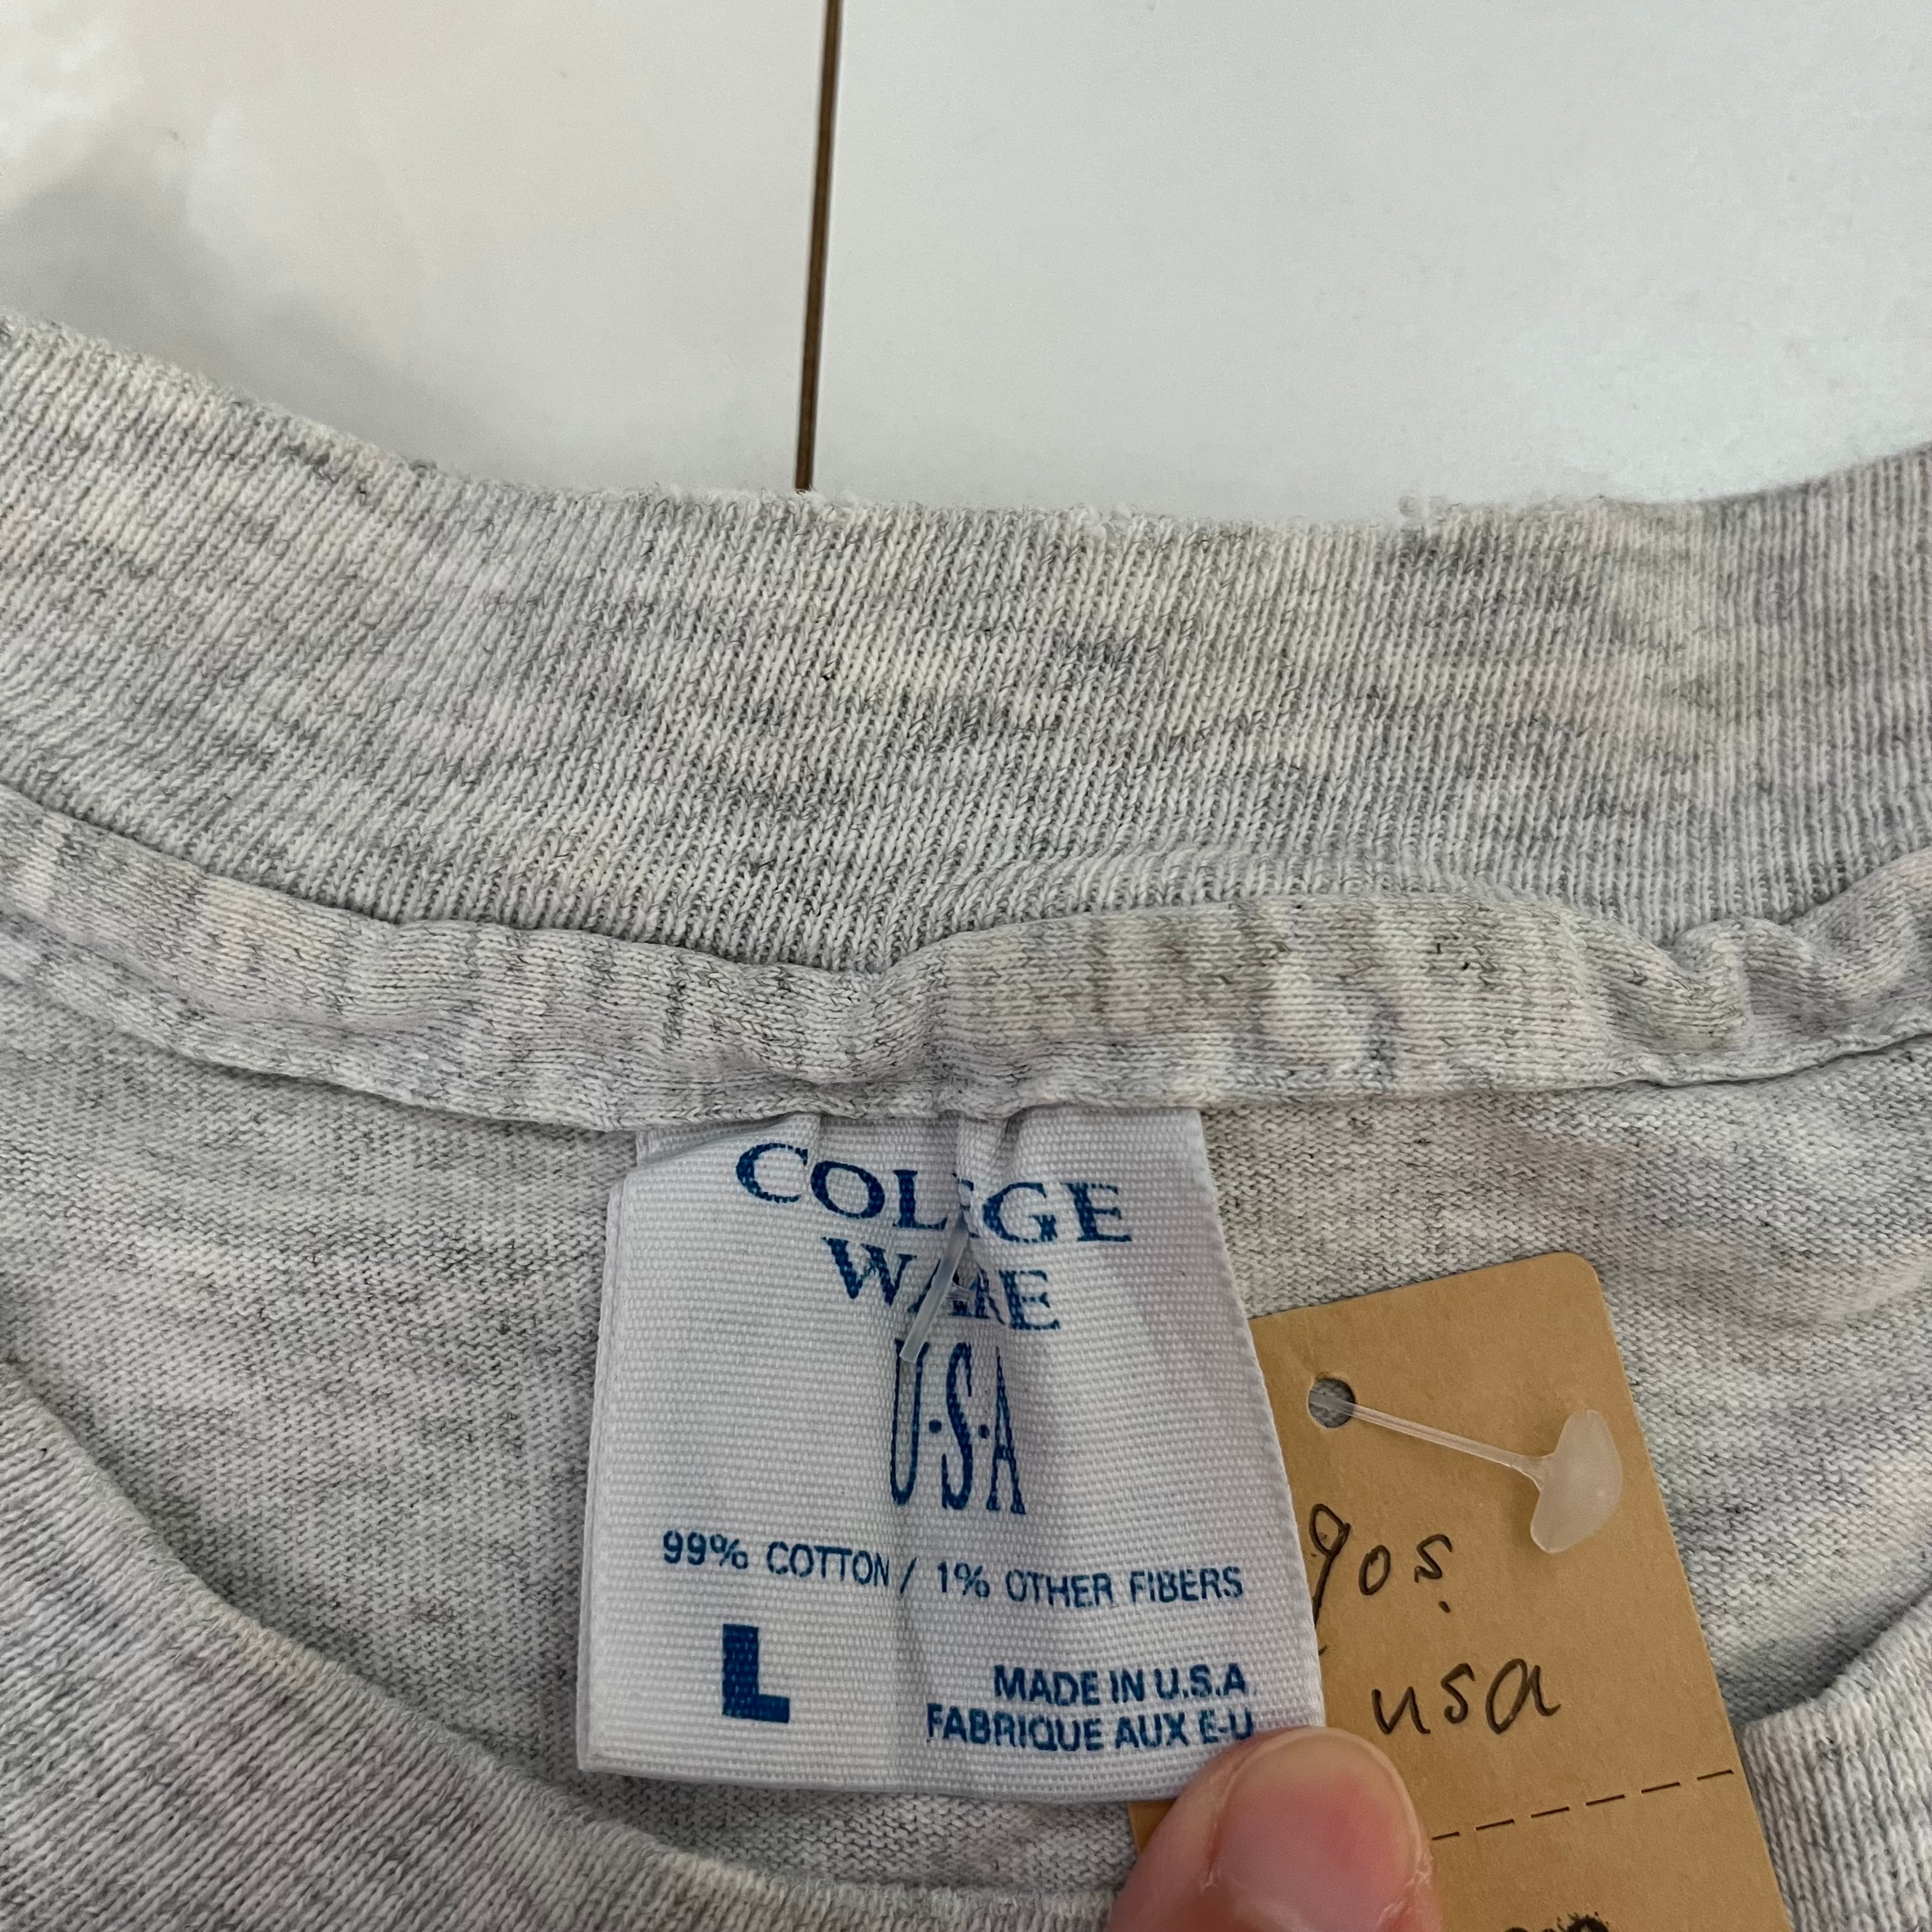 COLLEGE
WARE
U·S·A
99% COTTON / 1% OTHER FIBERS
L
MADE IN U.S.A
FABRIQUE AUX E-U
90s
usa